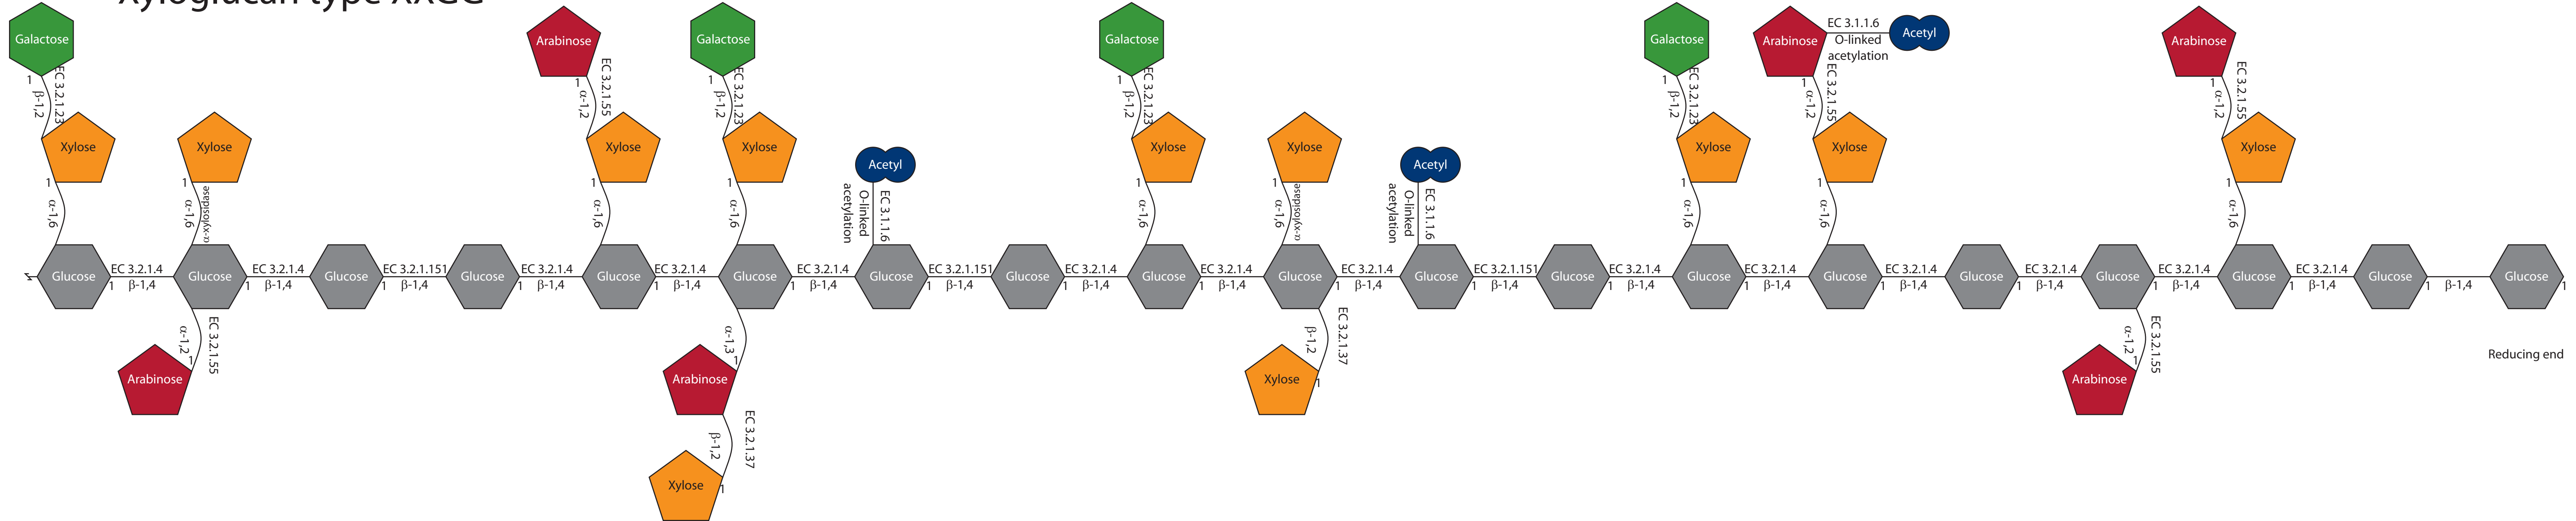 Xyloglucan type XXGG
Galactose
Arabinose
Galactose
Galactose
Galactose
Arabinose
EC 3.1.1.6
O-linked
acetylation
Acetyl
Arabinose
1
β-1,2
EC 3.2.1.23
1
α-1,2
EC 3.2.1.55
1
β-1,2
EC 3.2.1.23
1
β-1,2
EC 3.2.1.23
1
β-1,2
EC 3.2.1.23
1
α-1,2
EC 3.2.1.55
1
α-1,2
EC 3.2.1.55
Xylose
Xylose
Xylose
Xylose
Acetyl
Xylose
Xylose
Acetyl
Xylose
Xylose
Xylose
1
α-1,6
1
α-1,6
α-xylosidase
1
α-1,6
1
α-1,6
O-linked
acetylation
EC 3.1.1.6
1
α-1,6
1
α-1,6
α-xylosidase
O-linked
acetylation
EC 3.1.1.6
1
α-1,6
1
α-1,6
1
α-1,6
Glucose
1
EC 3.2.1.4
β-1,4
Glucose
1
EC 3.2.1.4
β-1,4
Glucose
1
EC 3.2.1.151
β-1,4
Glucose
1
EC 3.2.1.4
β-1,4
Glucose
1
EC 3.2.1.4
β-1,4
Glucose
1
EC 3.2.1.4
β-1,4
Glucose
1
EC 3.2.1.151
β-1,4
Glucose
1
EC 3.2.1.4
β-1,4
Glucose
1
EC 3.2.1.4
β-1,4
Glucose
1
EC 3.2.1.4
β-1,4
Glucose
1
EC 3.2.1.151
β-1,4
Glucose
1
EC 3.2.1.4
β-1,4
Glucose
1
EC 3.2.1.4
β-1,4
Glucose
1
EC 3.2.1.4
β-1,4
Glucose
1
EC 3.2.1.4
β-1,4
Glucose
1
EC 3.2.1.4
β-1,4
Glucose
1
EC 3.2.1.4
β-1,4
Glucose
1
β-1,4
Glucose
1
α-1,2
1
EC 3.2.1.55
Arabinose
α-1,3
1
Arabinose
β-1,2
EC 3.2.1.37
1
Xylose
β-1,2
EC 3.2.1.37
1
Xylose
α-1,2
1
EC 3.2.1.55
Arabinose
Reducing end